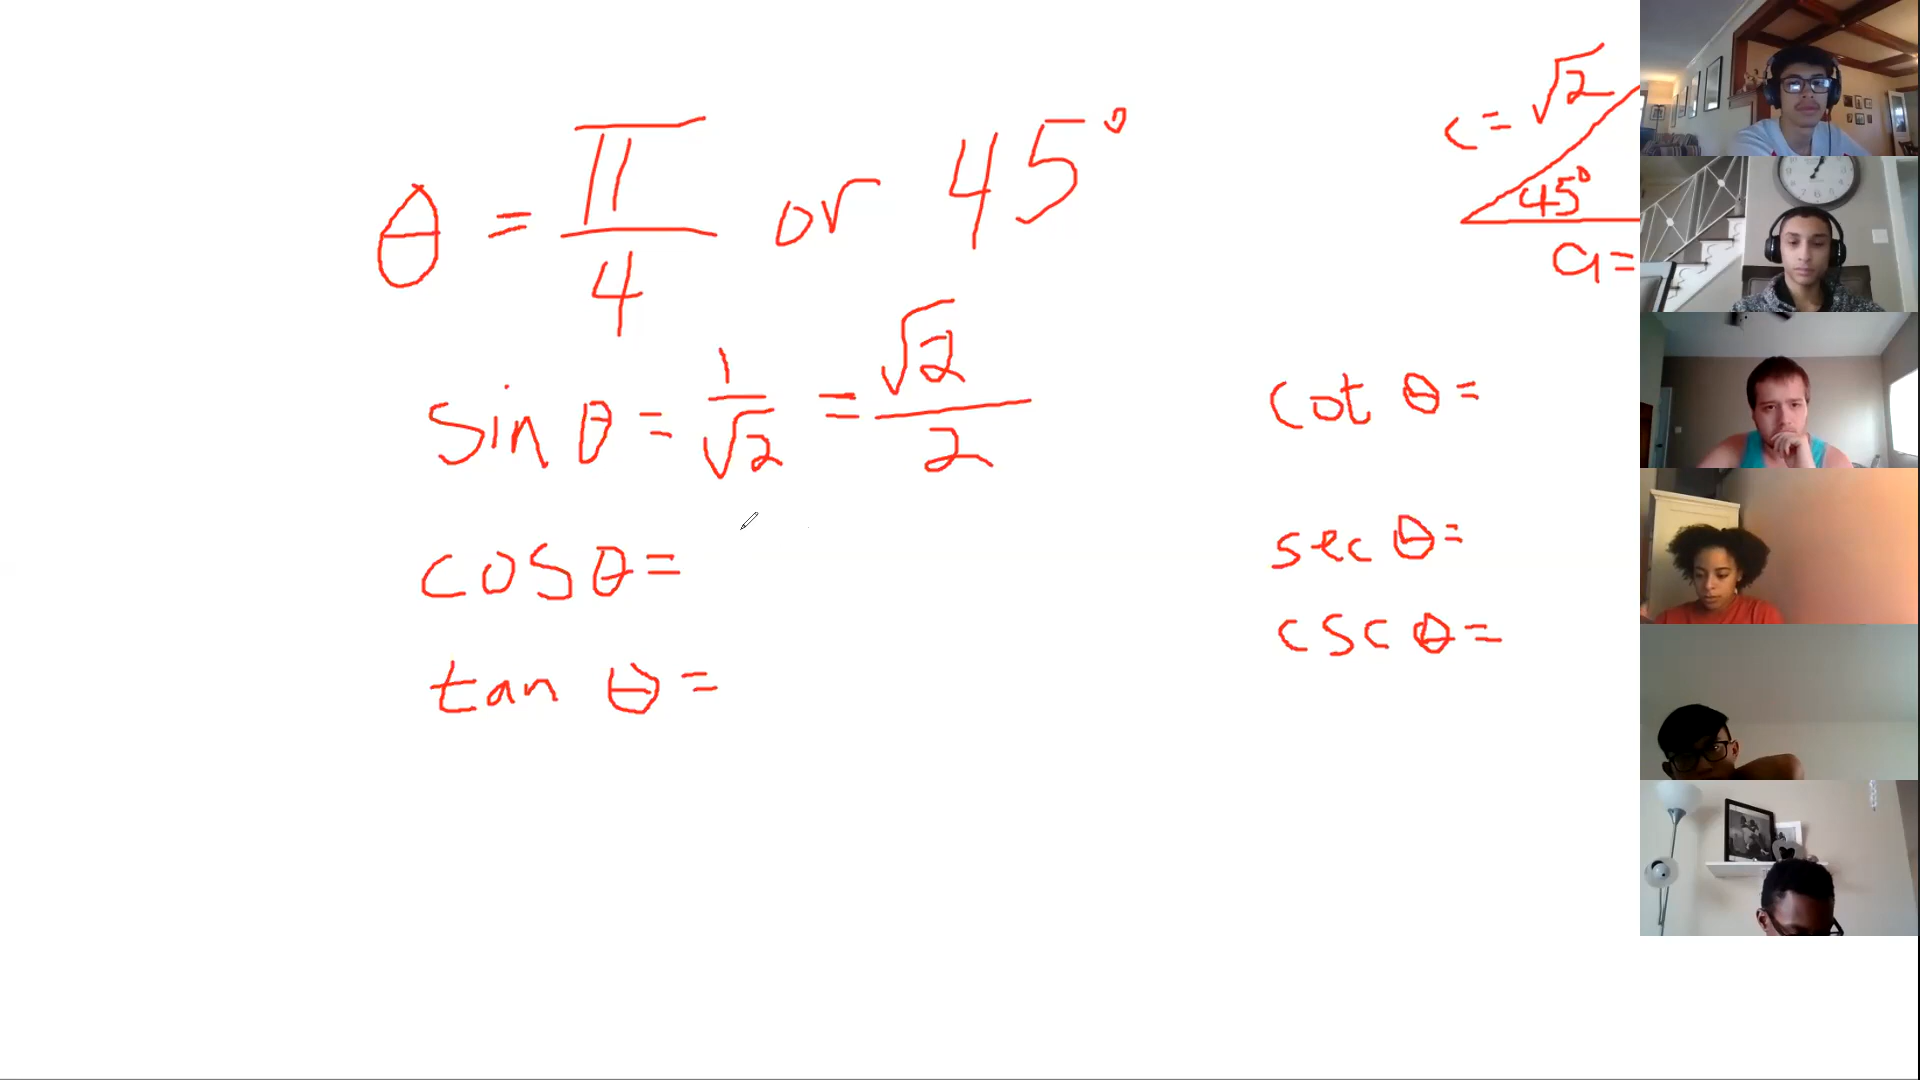 θ = π/4 or 45°
c = √2
45°
a =
sin θ = 1/√2 = √2/2
cos θ =
tan θ =
cot θ =
sec θ =
csc θ =